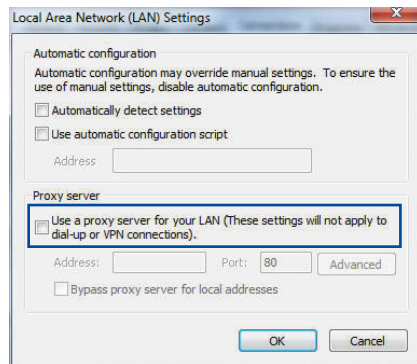 Local Area Network (LAN) Settings
Automatic configuration
Automatic configuration may override manual settings. To ensure the
use of manual settings, disable automatic configuration.
Automatically detect settings
Use automatic configuration script
Address
Proxy server
Use a proxy server for your LAN (These settings will not apply to
dial-up or VPN connections).
Address: Port: 80 Advanced
Bypass proxy server for local addresses
OK Cancel